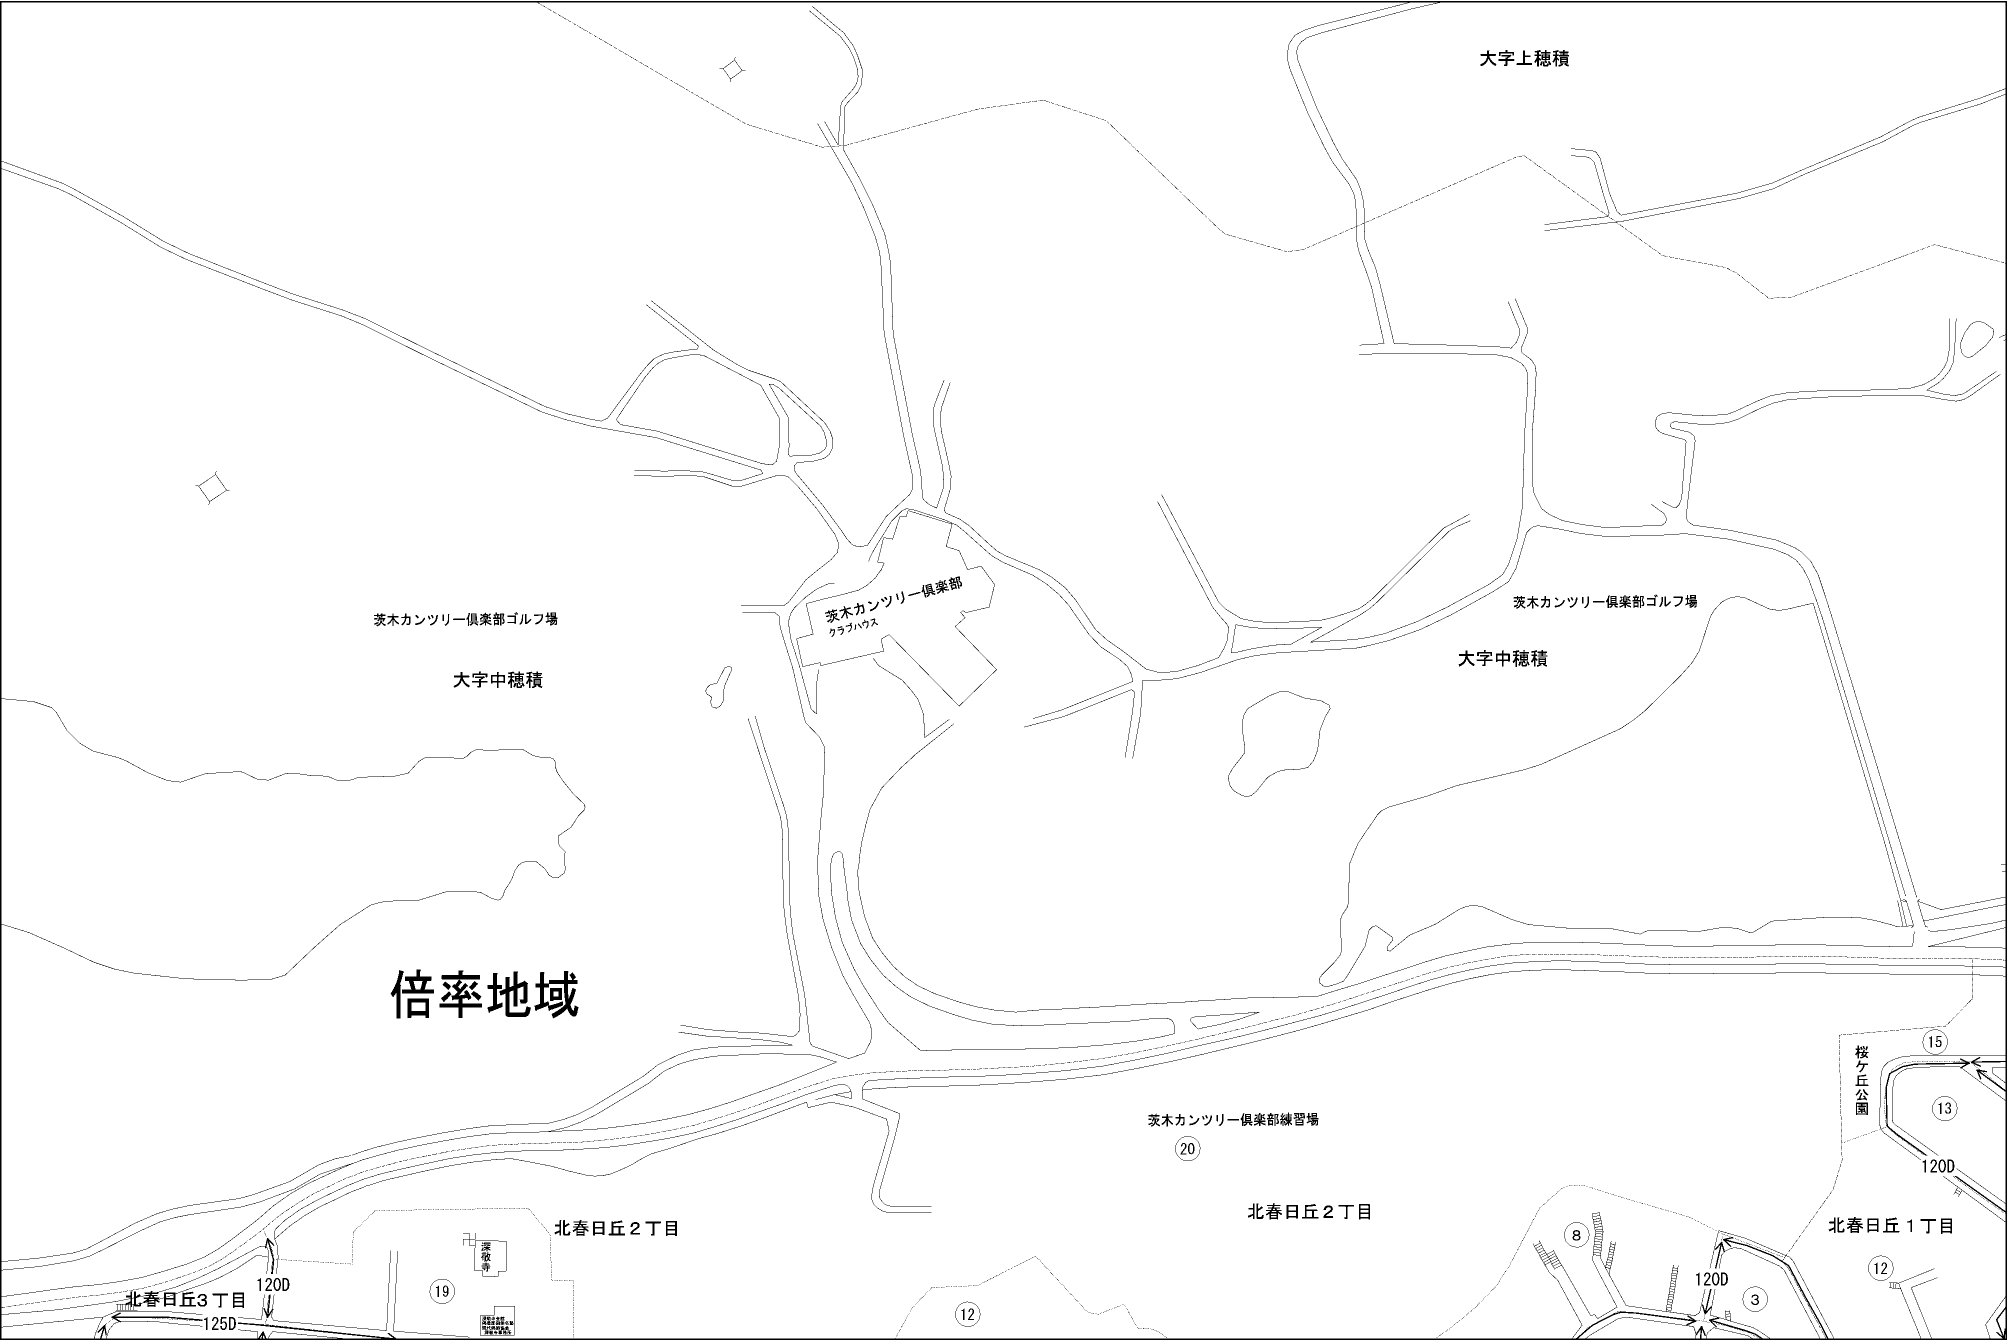 大字上穂積
茨木カンツリー倶楽部
クラブハウス
茨木カンツリー倶楽部ゴルフ場
大字中穂積
茨木カンツリー倶楽部ゴルフ場
大字中穂積
倍率地域
15
桜ケ丘公園
13
120D
茨木カンツリー倶楽部練習場
20
北春日丘２丁目
北春日丘２丁目
北春日丘１丁目
8
12
深敬寺
120D
19
北春日丘３丁目
125D
12
120D
3